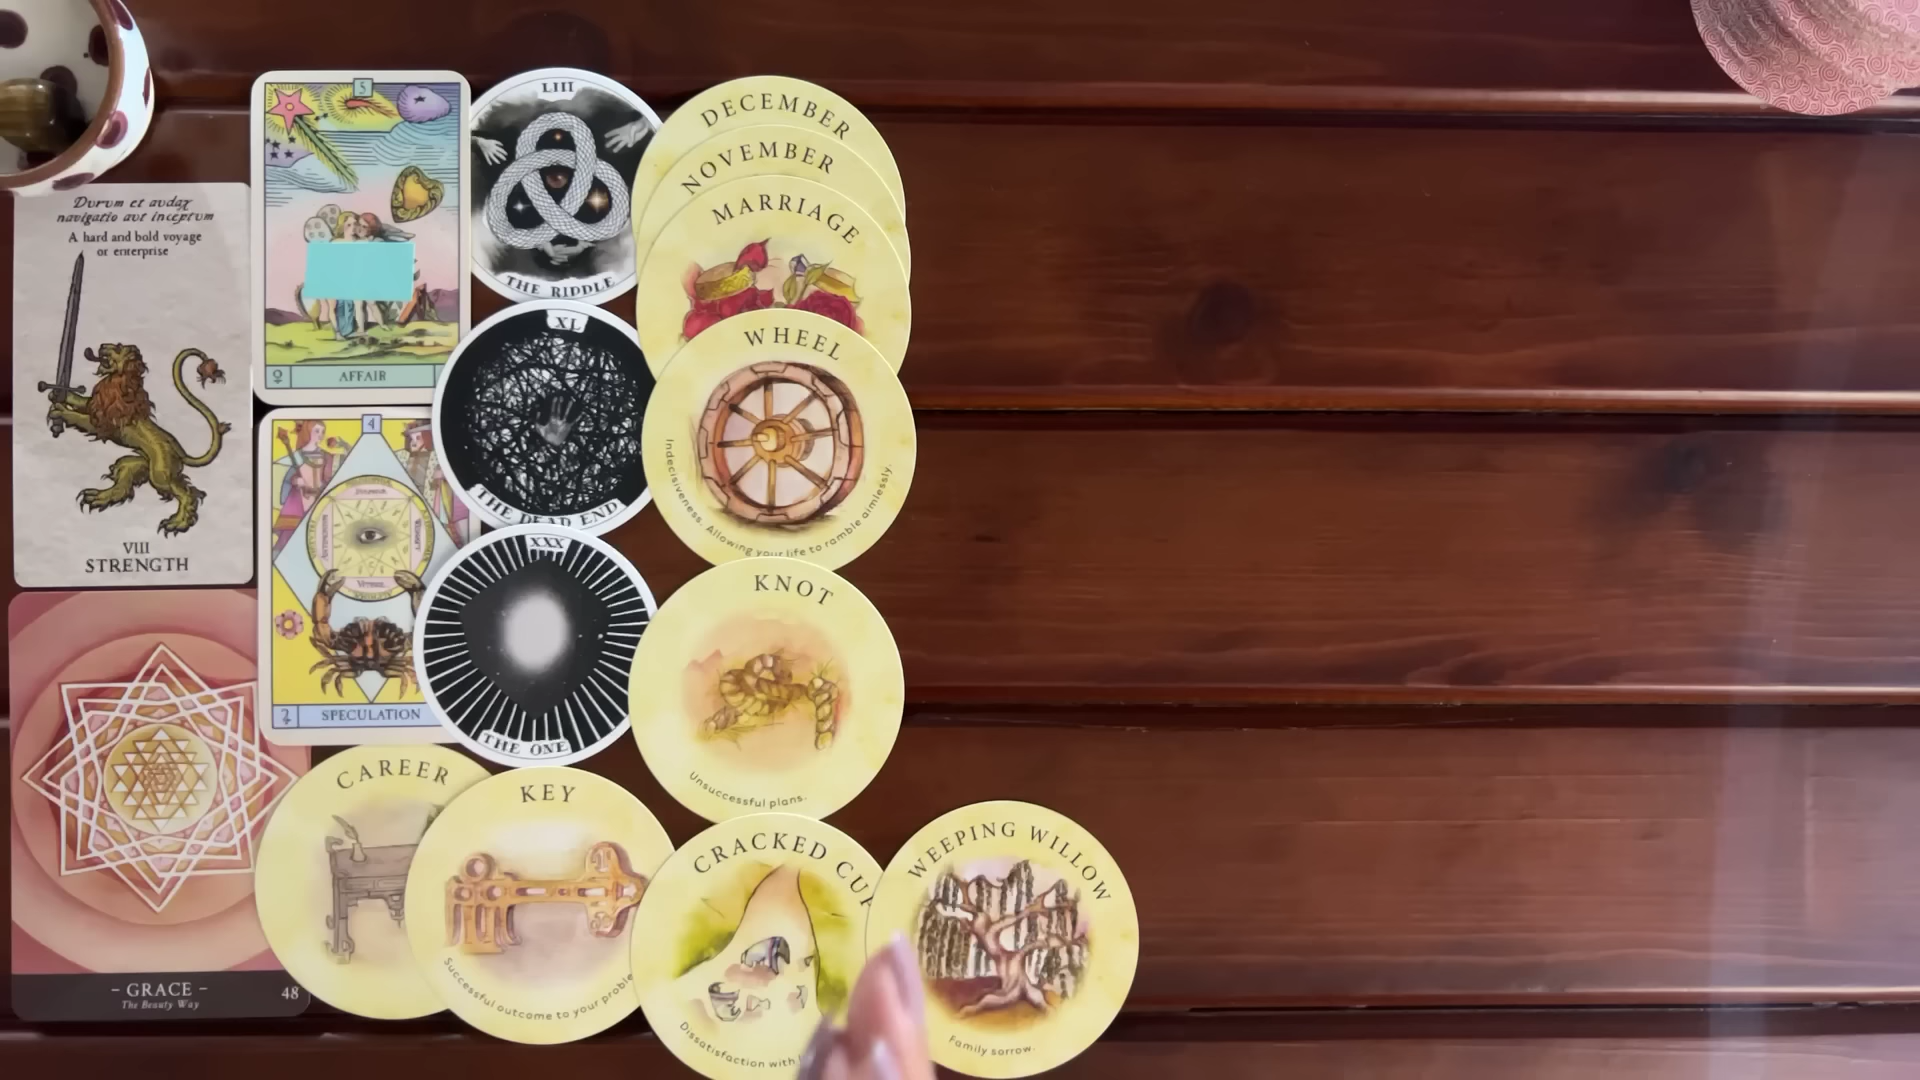 Durum et audax
navigatio aut inceptum
A hard and bold voyage
or enterprise
VIII
STRENGTH
– GRACE –
The Beauty Way
48
5
AFFAIR
4
SPECULATION
LIII
THE RIDDLE
XL
THE DEAD END
XXX
THE ONE
DECEMBER
NOVEMBER
MARRIAGE
WHEEL
Indecisiveness. Allowing your life to ramble aimlessly.
KNOT
Unsuccessful plans.
CAREER
KEY
Successful outcome to your proble
CRACKED CUP
Dissatisfaction with
WEEPING WILLOW
Family sorrow.